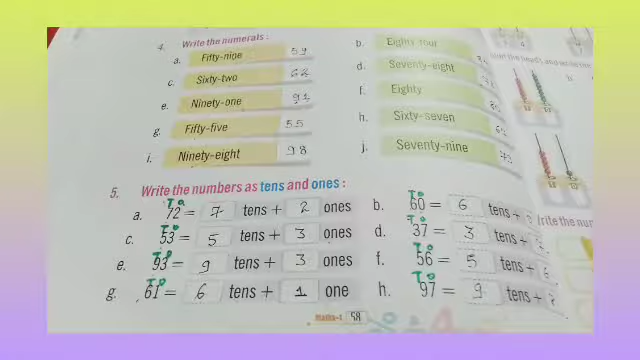 4. Write the numerals :
a. Fifty-nine 59
b. Eighty-four
c. Sixty-two 62
d. Seventy-eight
e. Ninety-one 91
f. Eighty
g. Fifty-five 55
h. Sixty-seven
i. Ninety-eight 98
j. Seventy-nine 79
5. Write the numbers as tens and ones :
T O T O
a. 72 = 7 tens + 2 ones b. 60 = 6 tens +
T O T O
c. 53 = 5 tens + 3 ones d. 37 = 3 tens +
T O T O
e. 93 = 9 tens + 3 ones f. 56 = 5 tens + 6
T O T O
g. 61 = 6 tens + 1 one h. 97 = 9 tens +
Maths-1 58